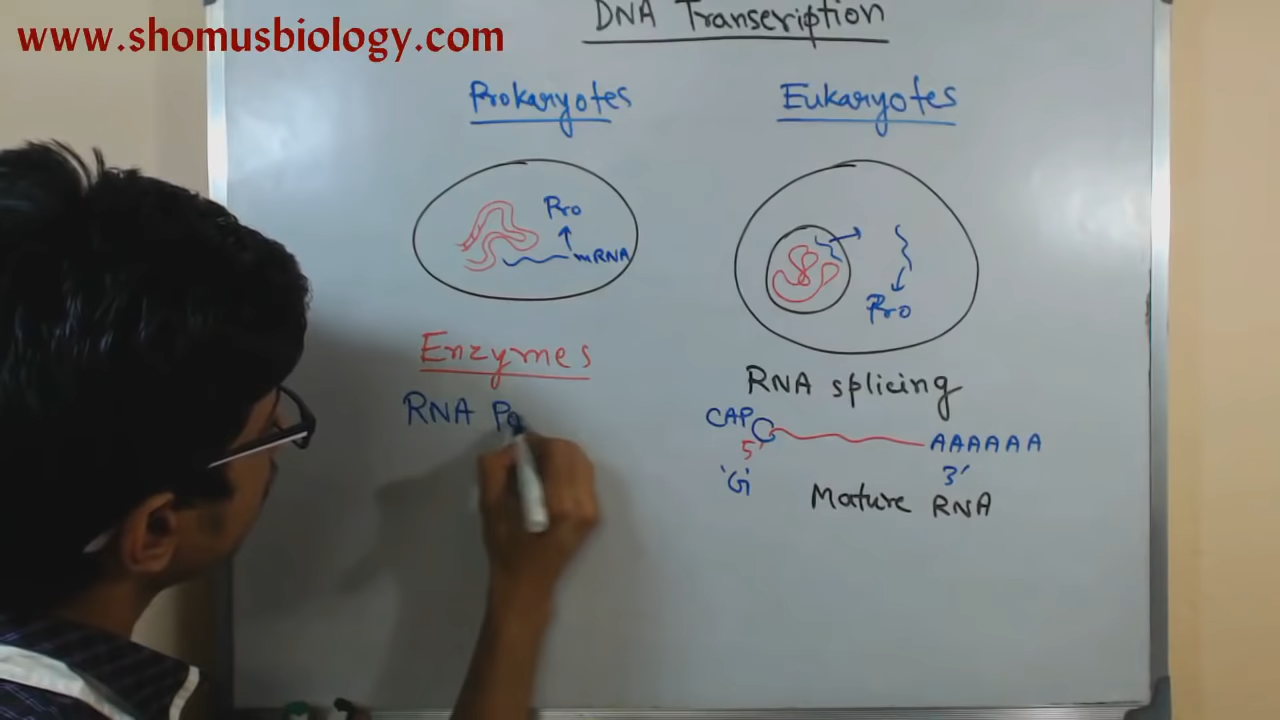 www.shomusbiology.com
DNA Transcription
Prokaryotes
Eukaryotes
Pro
mRNA
Pro
Enzymes
RNA Po
RNA splicing
CAP
5'
AAAAAA
'G'
3'
Mature RNA